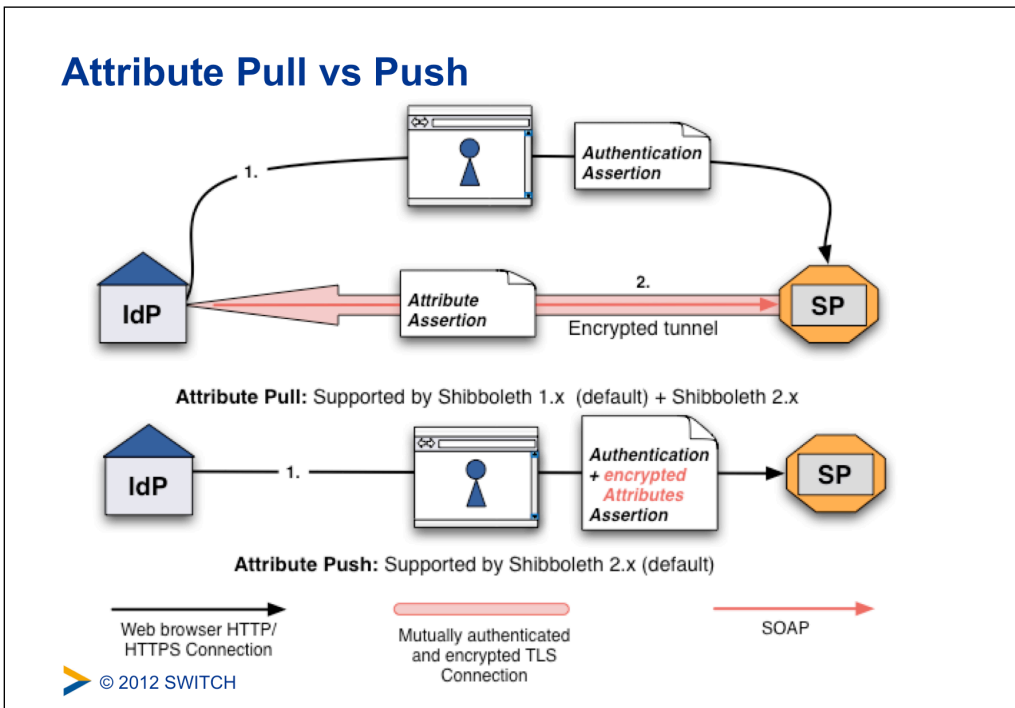 Attribute Pull vs Push
1.
Authentication
Assertion
IdP
Attribute
Assertion
2.
Encrypted tunnel
SP
Attribute Pull: Supported by Shibboleth 1.x (default) + Shibboleth 2.x
IdP
1.
Authentication
+ encrypted
Attributes
Assertion
SP
Attribute Push: Supported by Shibboleth 2.x (default)
Web browser HTTP/
HTTPS Connection
Mutually authenticated
and encrypted TLS
Connection
SOAP
© 2012 SWITCH